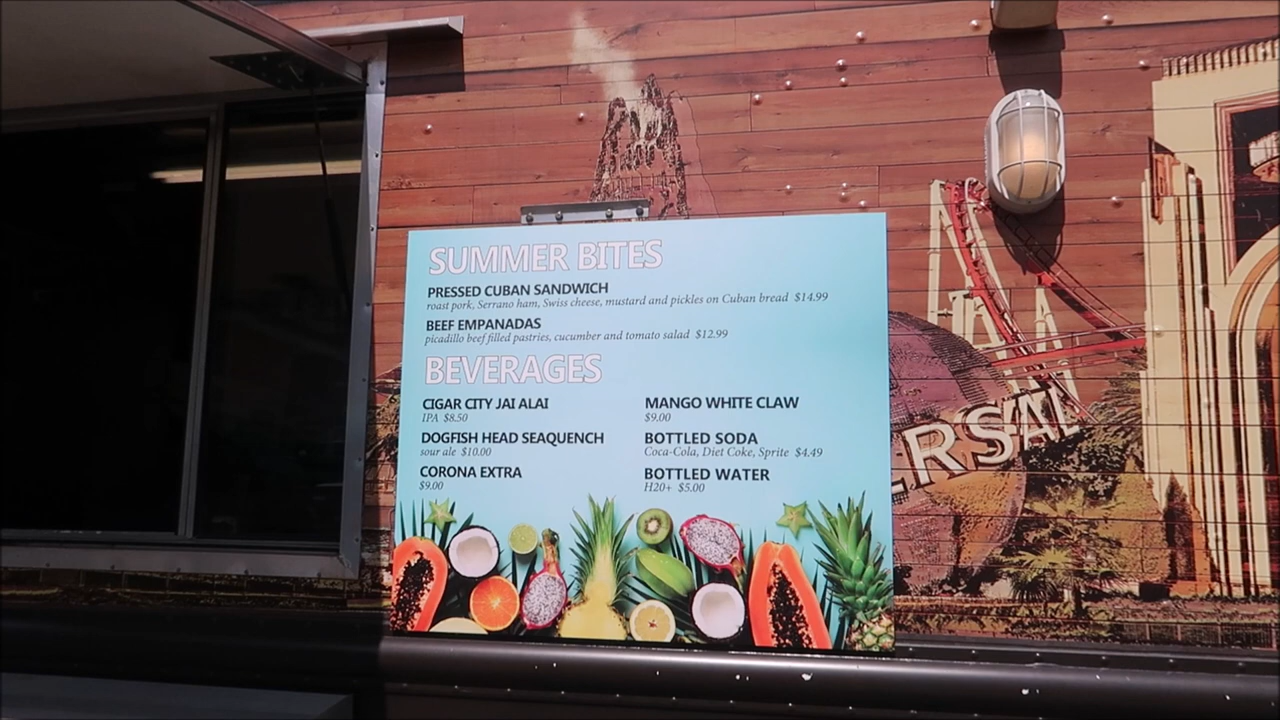 SUMMER BITES
PRESSED CUBAN SANDWICH
roast pork, Serrano ham, Swiss cheese, mustard and pickles on Cuban bread $14.99
BEEF EMPANADAS
picadillo beef filled pastries, cucumber and tomato salad $12.99
BEVERAGES
CIGAR CITY JAI ALAI
IPA $8.50
DOGFISH HEAD SEAQUENCH
sour ale $10.00
CORONA EXTRA
$9.00
MANGO WHITE CLAW
$9.00
BOTTLED SODA
Coca-Cola, Diet Coke, Sprite $4.49
BOTTLED WATER
H20+ $5.00
ERSAL